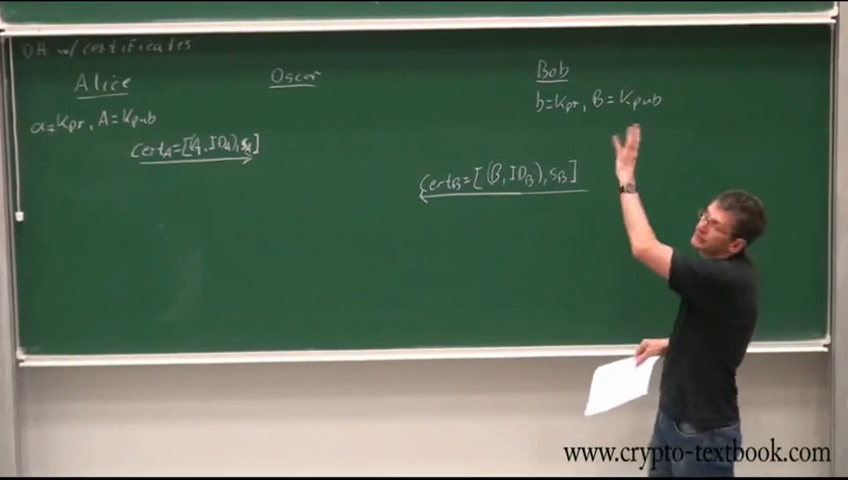 DH w/ certificates
Alice
Oscar
Bob
a=Kpr, A=Kpub
b=Kpr, B=Kpub
CertA=[(A, IDA), sA]
CertB=[(B, IDB), sB]
www.crypto-textbook.com